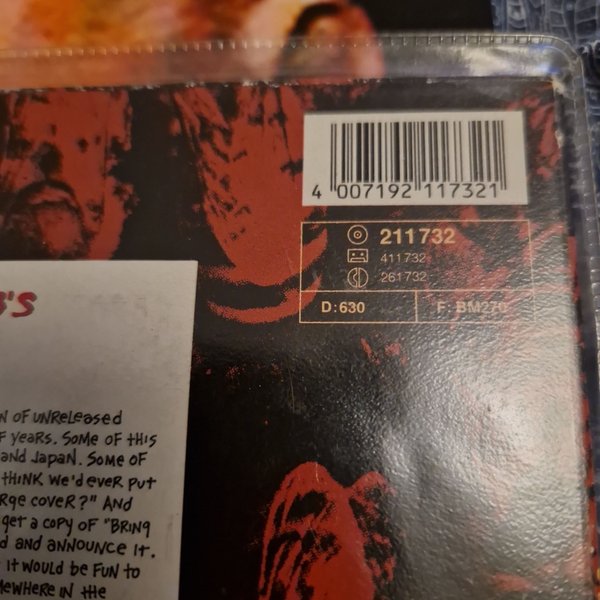 4 007192 117321
211732
411732
261732
D:630
F: BM270
B'S
N OF UNReLeaSed
F YeaRS. SOMe OF tHiS
and JaPaN. SOMe OF
tHiNK We'd eVeR PUt
RGe COVeR?" ANd
Get a COPY OF "BRiNG
d aNd aNNOUNCe it.
it WOULd Be FUN tO
MeWHeRe iN tHe